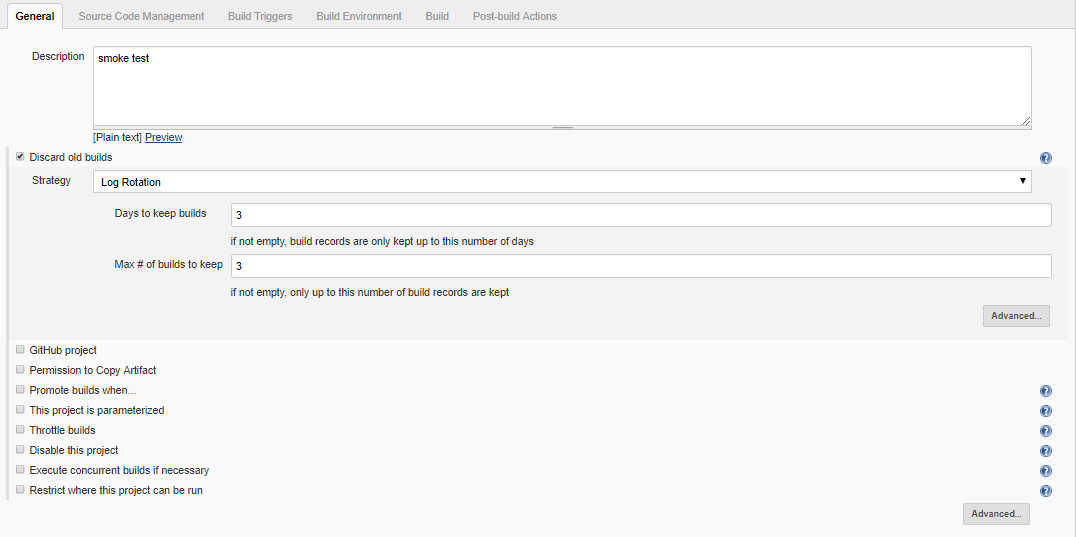 General Source Code Management Build Triggers Build Environment Build Post-build Actions
Description smoke test
[Plain text] Preview
Discard old builds
Strategy Log Rotation
Days to keep builds 3
if not empty, build records are only kept up to this number of days
Max # of builds to keep 3
if not empty, only up to this number of build records are kept
Advanced...
GitHub project
Permission to Copy Artifact
Promote builds when...
This project is parameterized
Throttle builds
Disable this project
Execute concurrent builds if necessary
Restrict where this project can be run
Advanced...